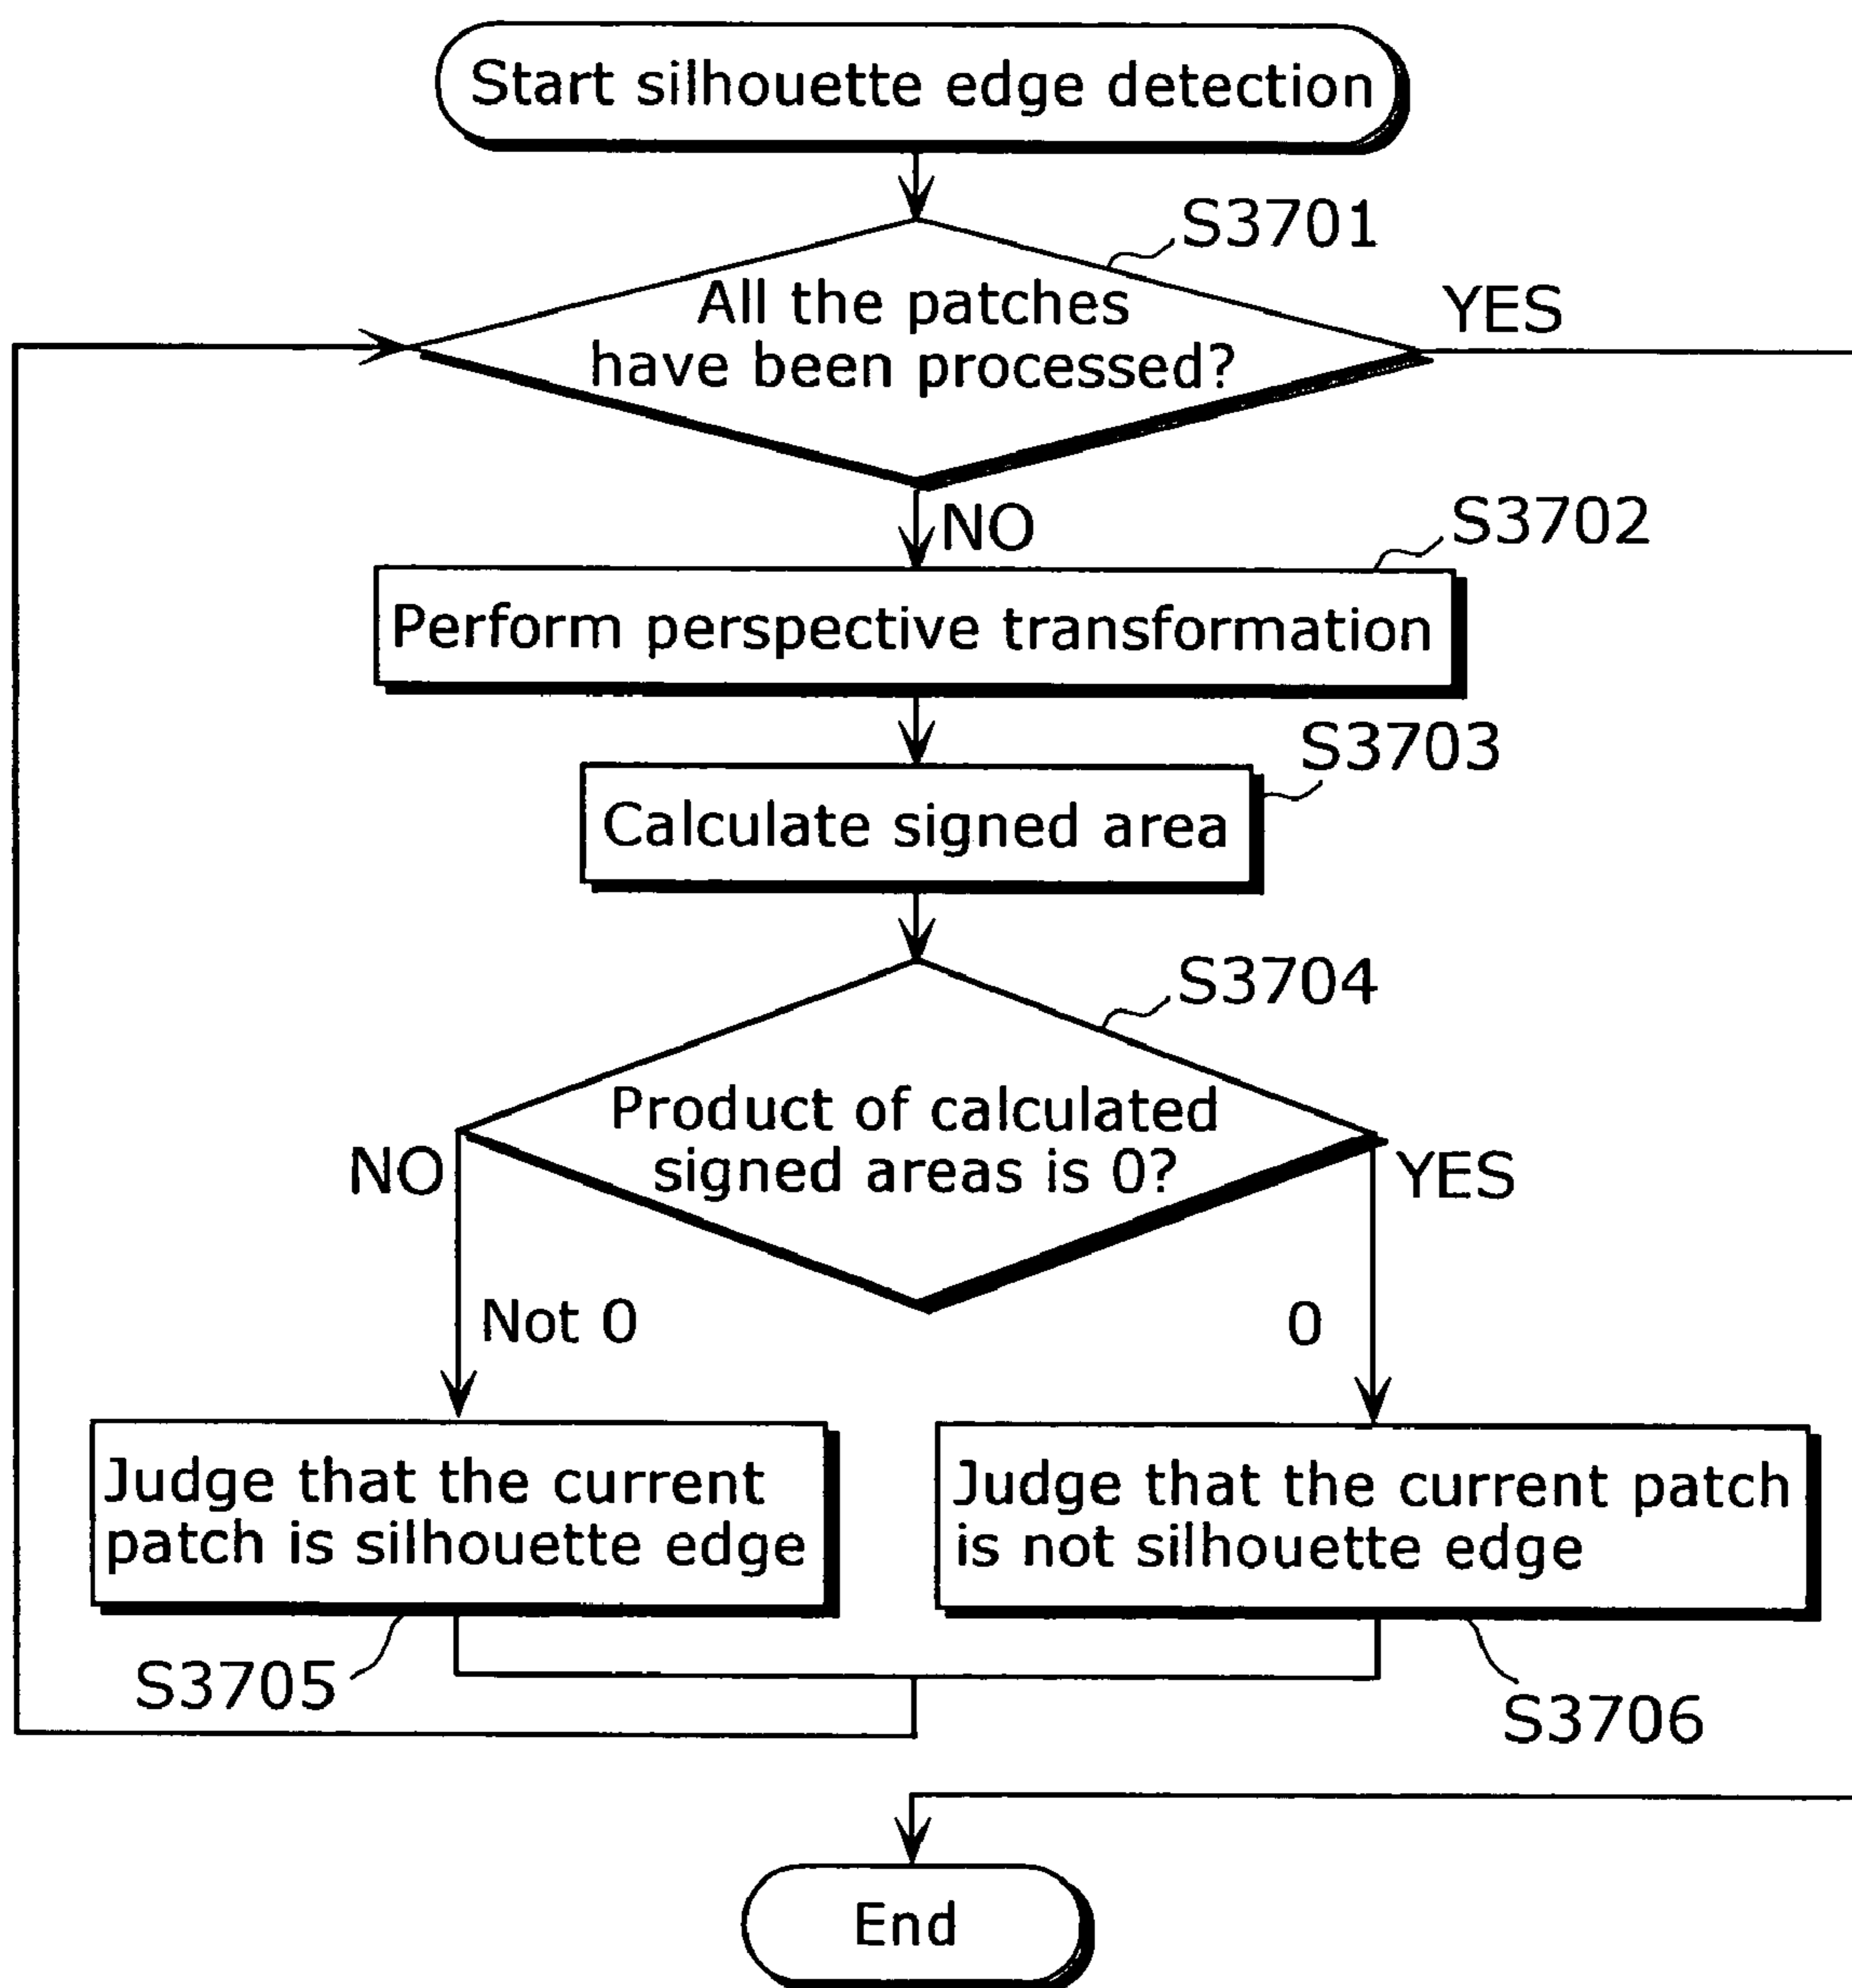 Start silhouette edge detection
S3701
All the patches
have been processed?
YES
NO
S3702
Perform perspective transformation
S3703
Calculate signed area
S3704
Product of calculated
signed areas is 0?
NO
YES
Not 0
0
Judge that the current
patch is silhouette edge
Judge that the current patch
is not silhouette edge
S3705
S3706
End